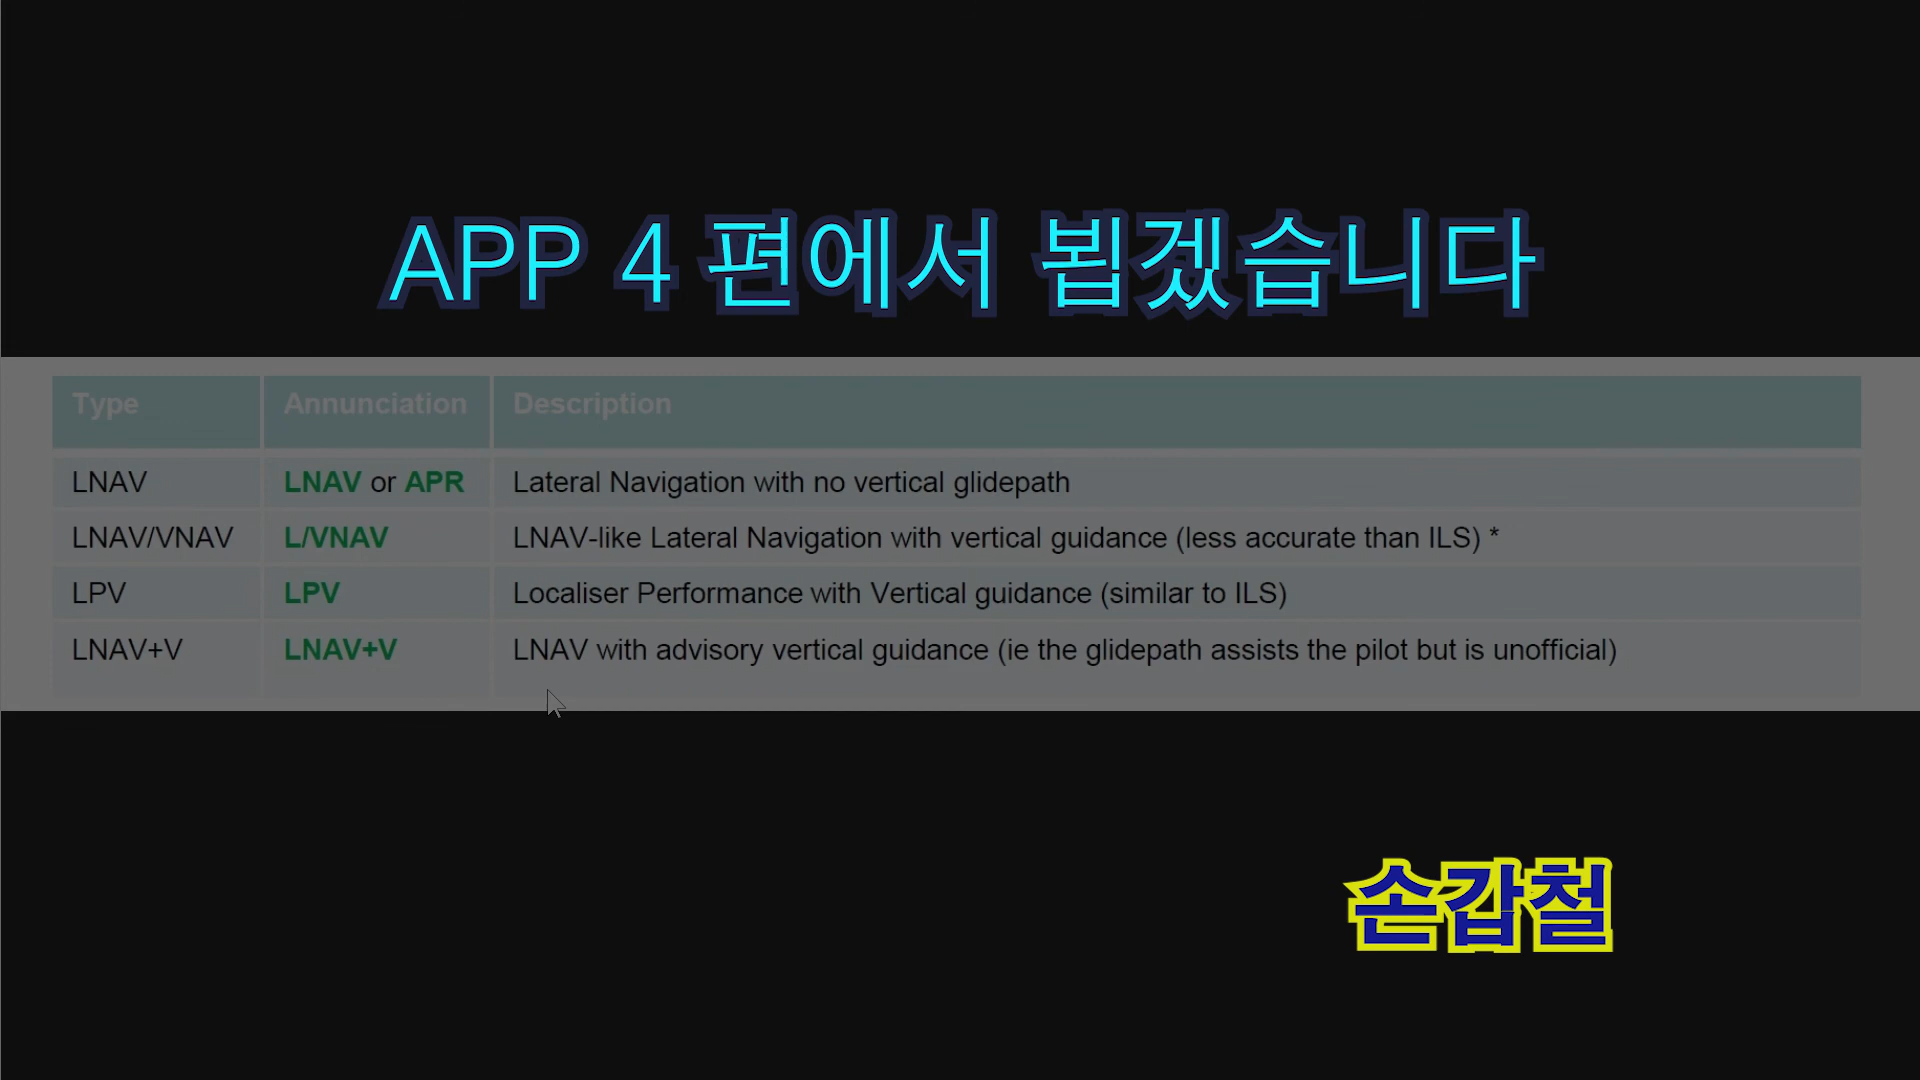 APP 4 편에서 뵙겠습니다
Type Annunciation Description
LNAV LNAV or APR Lateral Navigation with no vertical glidepath
LNAV/VNAV L/VNAV LNAV-like Lateral Navigation with vertical guidance (less accurate than ILS) *
LPV LPV Localiser Performance with Vertical guidance (similar to ILS)
LNAV+V LNAV+V LNAV with advisory vertical guidance (ie the glidepath assists the pilot but is unofficial)
손갑철